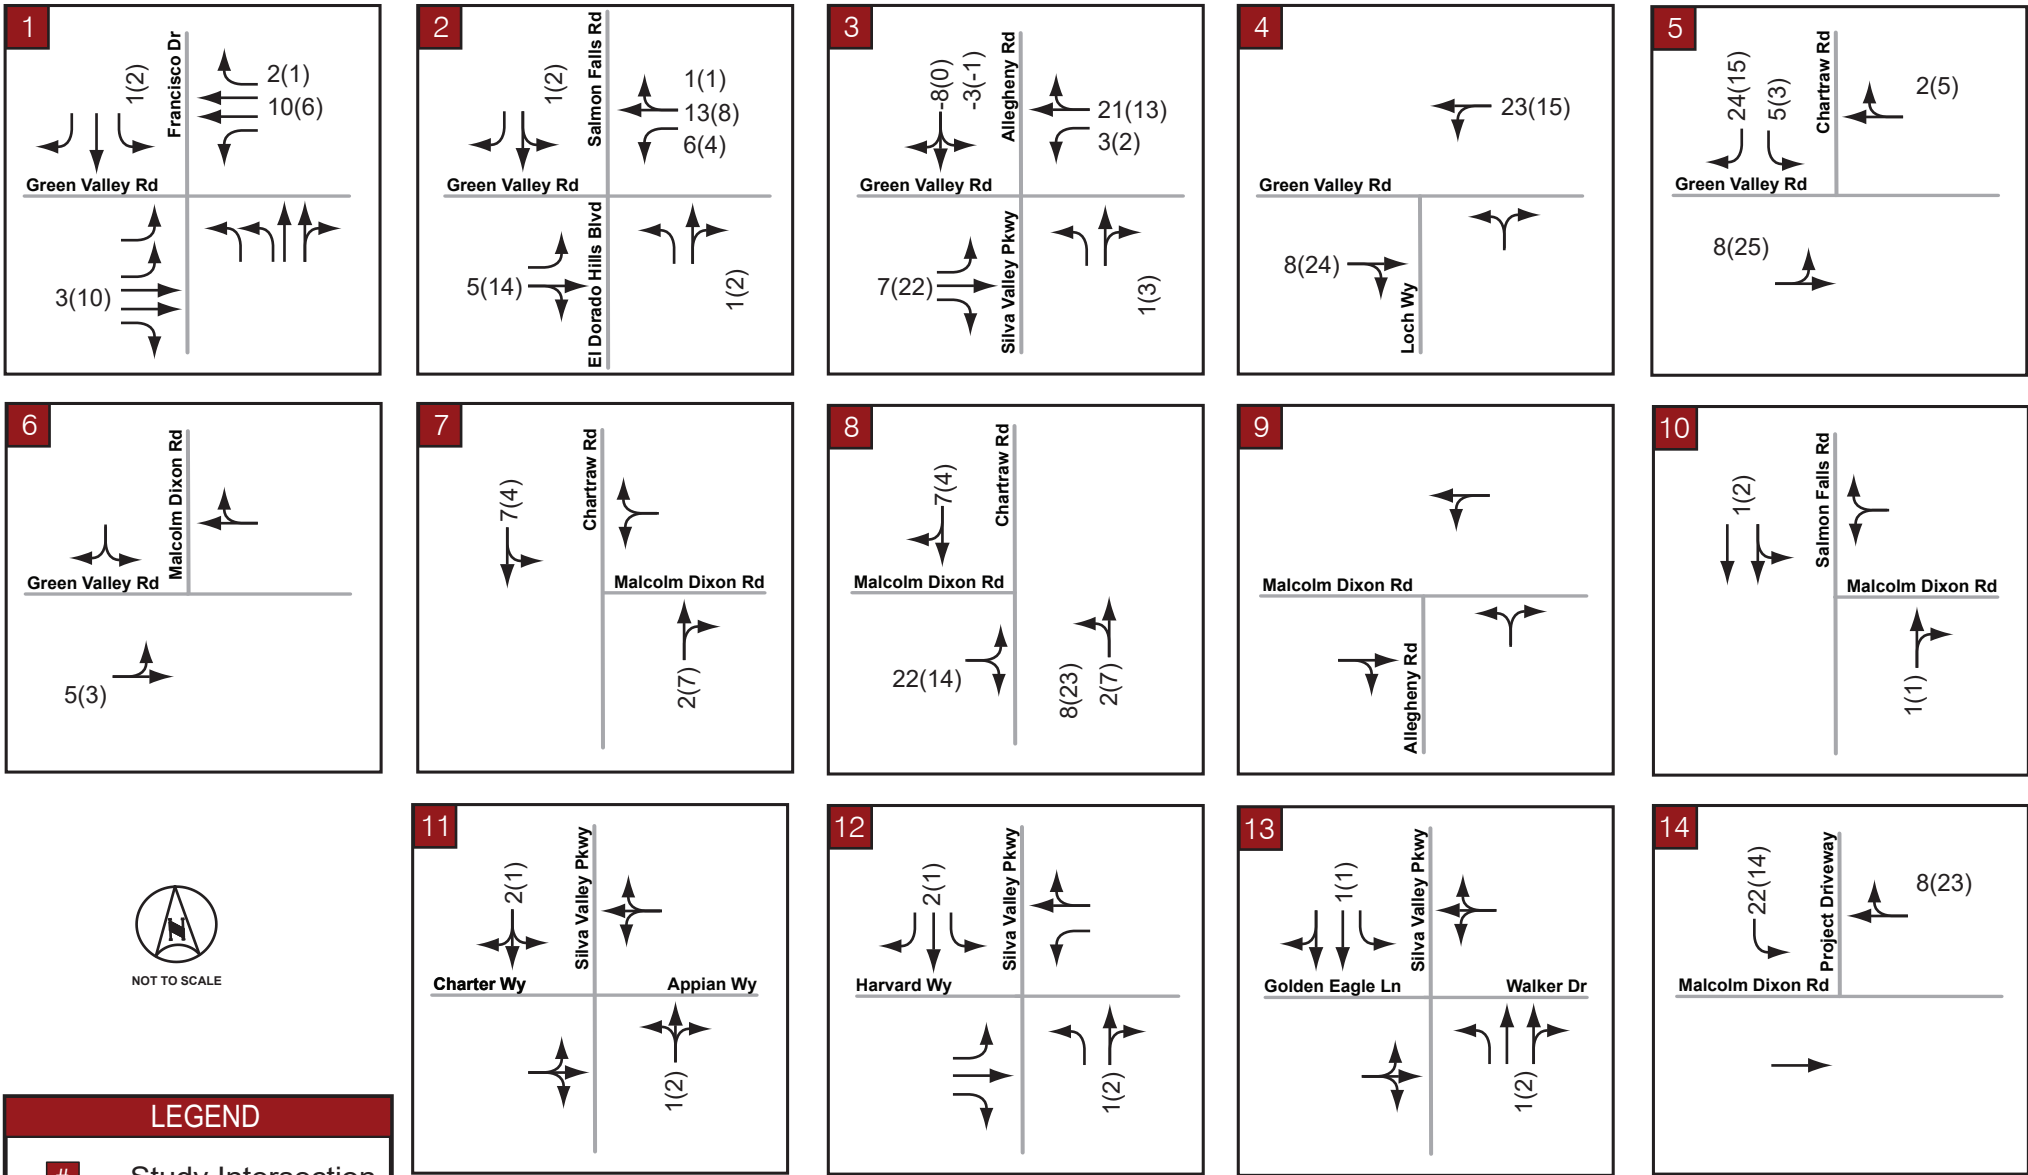 1
Francisco Dr
1(2)
2(1)
10(6)
Green Valley Rd
3(10)
2
Salmon Falls Rd
1(2)
1(1)
13(8)
6(4)
Green Valley Rd
El Dorado Hills Blvd
5(14)
1(2)
3
-8(0)
-3(-1)
Allegheny Rd
21(13)
3(2)
Green Valley Rd
Silva Valley Pkwy
7(22)
1(3)
4
23(15)
Green Valley Rd
8(24)
Loch Wy
5
24(15)
5(3)
Chartraw Rd
2(5)
Green Valley Rd
8(25)
6
Malcolm Dixon Rd
Green Valley Rd
5(3)
7
7(4)
Chartraw Rd
Malcolm Dixon Rd
2(7)
8
7(4)
Chartraw Rd
Malcolm Dixon Rd
22(14)
8(23)
2(7)
9
Malcolm Dixon Rd
Allegheny Rd
10
1(2)
Salmon Falls Rd
Malcolm Dixon Rd
1(1)
NOT TO SCALE
11
2(1)
Silva Valley Pkwy
Charter Wy
Appian Wy
1(2)
12
2(1)
Silva Valley Pkwy
Harvard Wy
1(2)
13
1(1)
Silva Valley Pkwy
Golden Eagle Ln
Walker Dr
1(2)
14
22(14)
Project Driveway
8(23)
Malcolm Dixon Rd
LEGEND
# Study Intersection